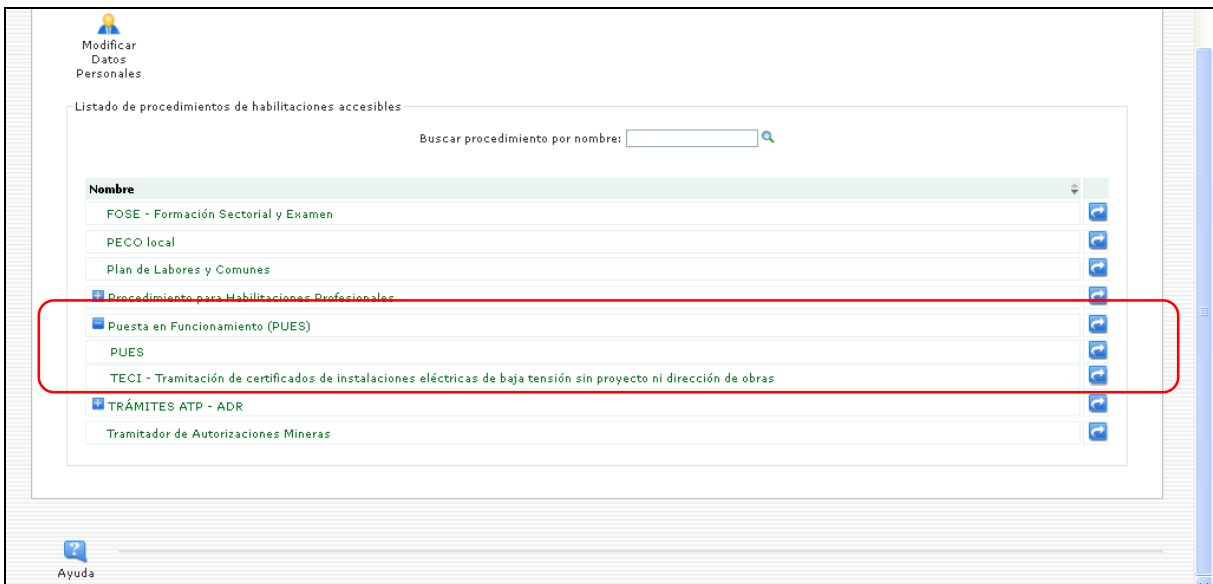 Modificar
Datos
Personales
Listado de procedimientos de habilitaciones accesibles
Buscar procedimiento por nombre:
Nombre
FOSE - Formación Sectorial y Examen
PECO local
Plan de Labores y Comunes
Procedimiento para Habilitaciones Profesionales
Puesta en Funcionamiento (PUES)
PUES
TECI - Tramitación de certificados de instalaciones eléctricas de baja tensión sin proyecto ni dirección de obras
TRÁMITES ATP - ADR
Tramitador de Autorizaciones Mineras
Ayuda